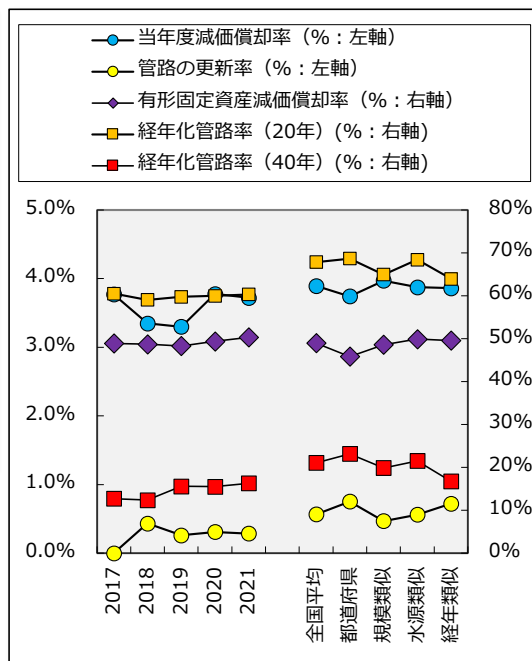 当年度減価償却率（%：左軸）
管路の更新率（%：左軸）
有形固定資産減価償却率（%：右軸）
経年化管路率（20年）(%：右軸)
経年化管路率（40年）(%：右軸)
5.0%
4.0%
3.0%
2.0%
1.0%
0.0%
80%
70%
60%
50%
40%
30%
20%
10%
0%
2017
2018
2019
2020
2021
全国平均
都道府県
規模類似
水源類似
経年類似